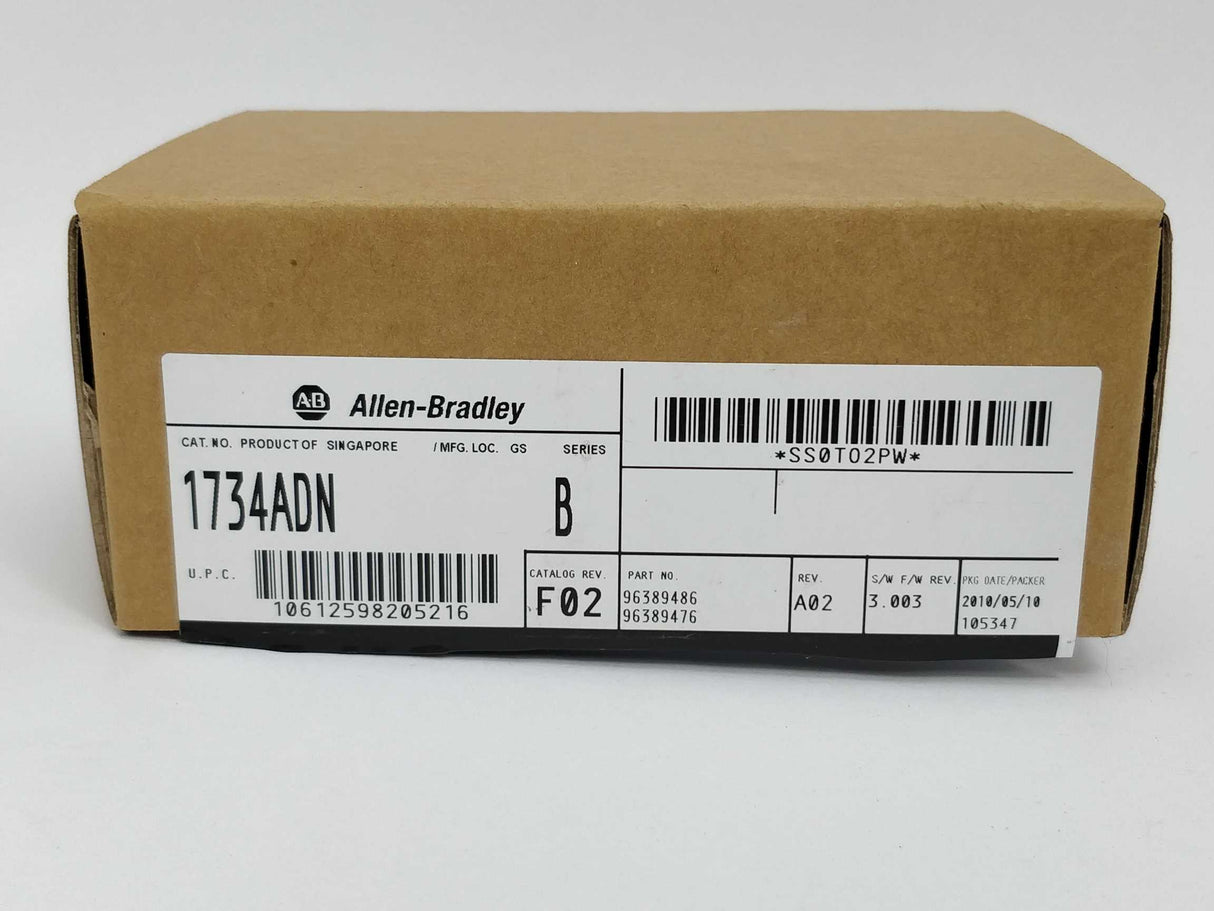 AB Allen-Bradley
CAT. NO. PRODUCT OF SINGAPORE / MFG. LOC. GS SERIES
1734ADN B
U.P.C.
10612598205216
CATALOG REV.
F02
*SS0T02PW*
PART NO.
96389486
96389476
REV.
A02
S/W F/W REV.
3.003
PKG DATE/PACKER
2010/05/10
105347